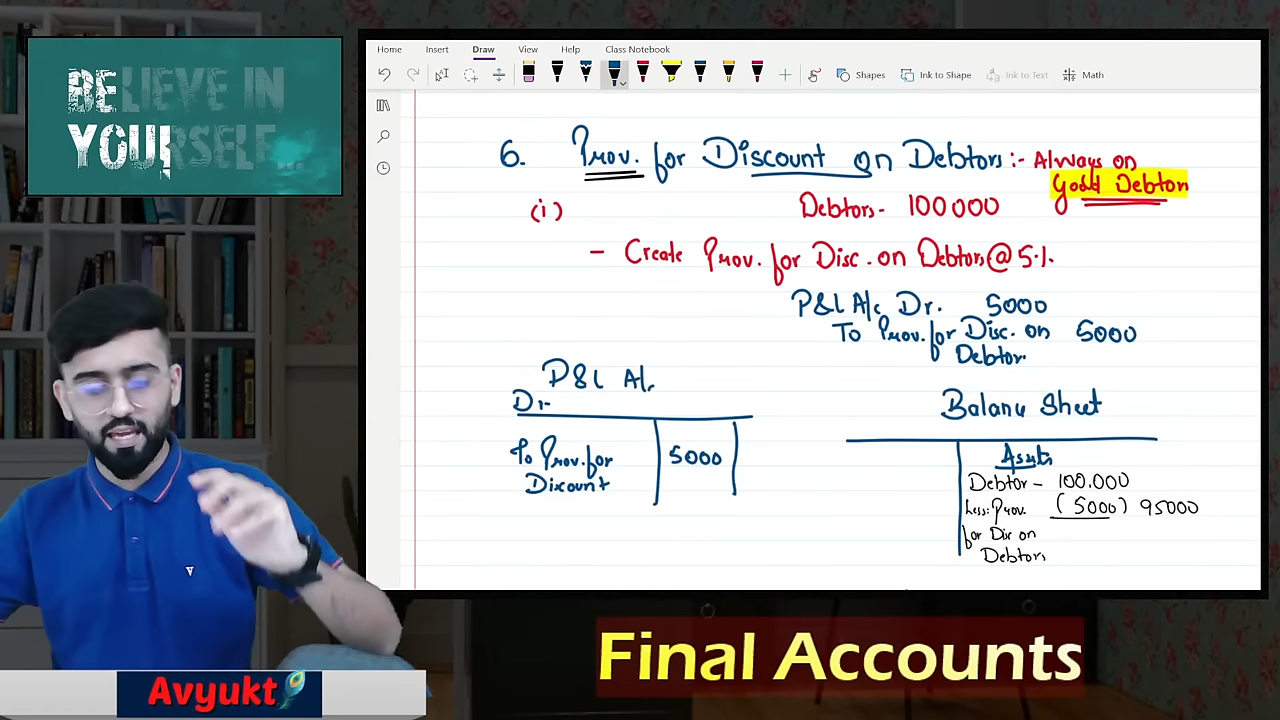 BELIEVE IN
YOURSELF...
Home Insert Draw View Help Class Notebook
Shapes Ink to Shape Ink to Text Math
6. Prov. for Discount on Debtors :- Always on
Good Debtors
(i) Debtors - 100000
- Create Prov. for Disc. on Debtors @ 5%.
P&L A/c Dr. 5000
To Prov. for Disc. on 5000
Debtor
P&L A/c
Dr.
To Prov. for 5000
Discount
Balance Sheet
Assets
Debtor - 100,000
Less: Prov. (5000) 95000
for Dis on
Debtors
Final Accounts
Avyukt